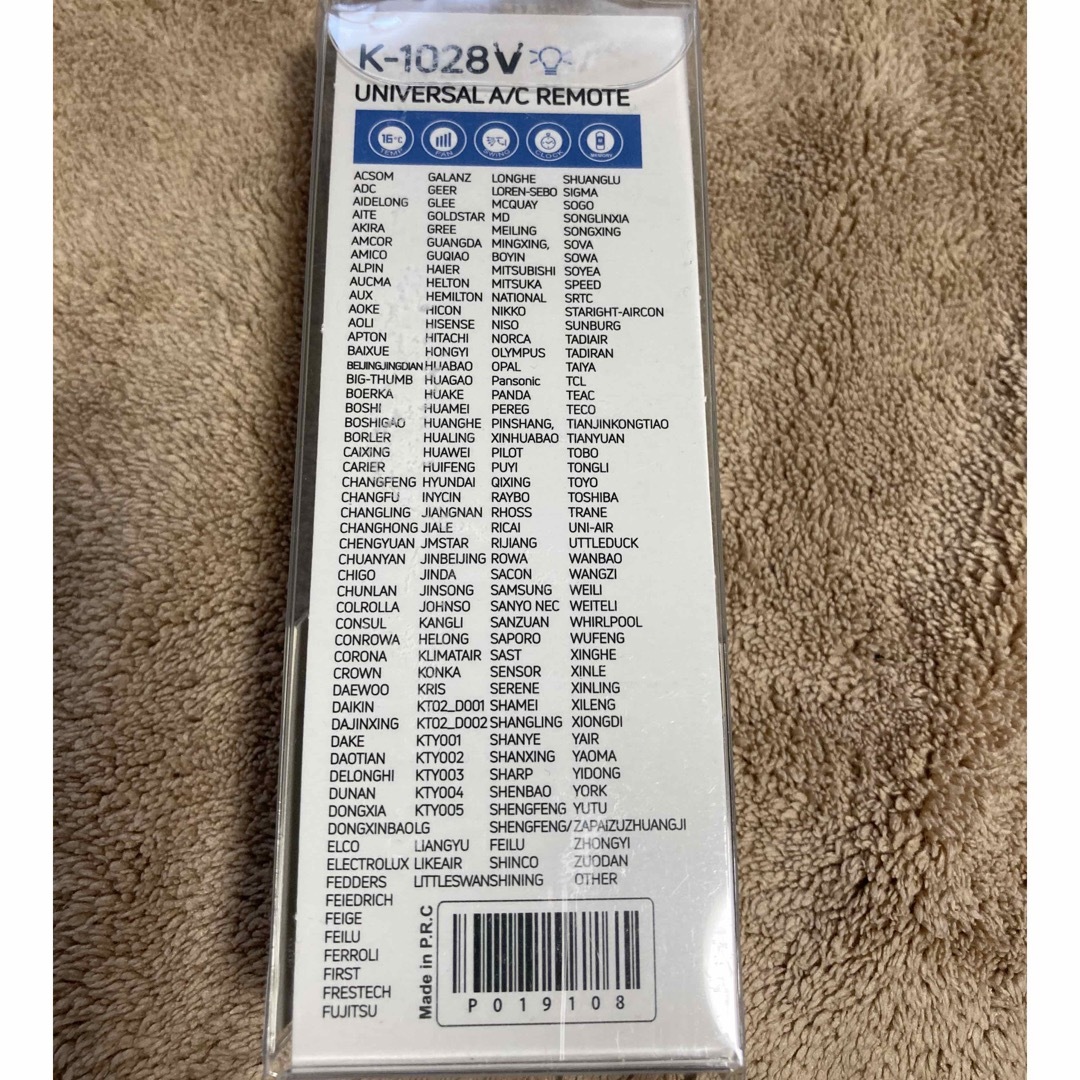 K-1028V
UNIVERSAL A/C REMOTE
16°C
TEMP FAN SWING CLOCK MEMORY
ACSOM GALANZ LONGHE SHUANGLU
ADC GEER LOREN-SEBO SIGMA
AIDELONG GLEE MCQUAY SOGO
AITE GOLDSTAR MD SONGLINXIA
AKIRA GREE MEILING SONGXING
AMCOR GUANGDA MINGXING, SOVA
AMICO GUQIAO BOYIN SOWA
ALPIN HAIER MITSUBISHI SOYEA
AUCMA HELTON MITSUKA SPEED
AUX HEMILTON NATIONAL SRTC
AOKE HICON NIKKO STARIGHT-AIRCON
AOLI HISENSE NISO SUNBURG
APTON HITACHI NORCA TADIAIR
BAIXUE HONGYI OLYMPUS TADIRAN
BEIJINGJINGDIAN HUABAO OPAL TAIYA
BIG-THUMB HUAGAO Pansonic TCL
BOERKA HUAKE PANDA TEAC
BOSHI HUAMEI PEREG TECO
BOSHIGAO HUANGHE PINSHANG, TIANJINKONGTIAO
BORLER HUALING XINHUABAO TIANYUAN
CAIXING HUAWEI PILOT TOBO
CARIER HUIFENG PUYI TONGLI
CHANGFENG HYUNDAI QIXING TOYO
CHANGFU INYCIN RAYBO TOSHIBA
CHANGLING JIANGNAN RHOSS TRANE
CHANGHONG JIALE RICAI UNI-AIR
CHENGYUAN JMSTAR RIJIANG UTTLEDUCK
CHUANYAN JINBEIJING ROWA WANBAO
CHIGO JINDA SACON WANGZI
CHUNLAN JINSONG SAMSUNG WEILI
COLROLLA JOHNSO SANYO NEC WEITELI
CONSUL KANGLI SANZUAN WHIRLPOOL
CONROWA HELONG SAPORO WUFENG
CORONA KLIMATAIR SAST XINGHE
CROWN KONKA SENSOR XINLE
DAEWOO KRIS SERENE XINLING
DAIKIN KT02_D001 SHAMEI XILENG
DAJINXING KT02_D002 SHANGLING XIONGDI
DAKE KTY001 SHANYE YAIR
DAOTIAN KTY002 SHANXING YAOMA
DELONGHI KTY003 SHARP YIDONG
DUNAN KTY004 SHENBAO YORK
DONGXIA KTY005 SHENGFENG YUTU
DONGXINBAO LG SHENGFENG/ZAPAIZUZHUANGJI
ELCO LIANGYU FEILU ZHONGYI
ELECTROLUX LIKEAIR SHINCO ZUODAN
FEDDERS LITTLESWAN SHINING OTHER
FEIEDRICH
FEIGE
FEILU
FERROLI
FIRST
FRESTECH
FUJITSU
Made in P.R.C
P019108